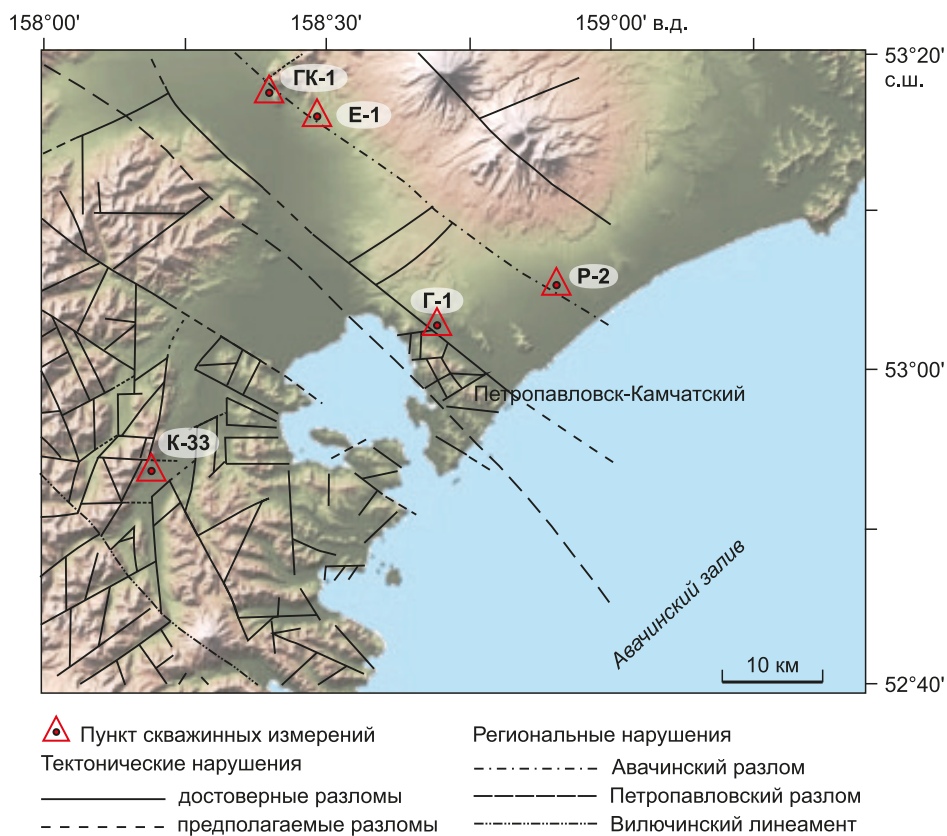 158°00'
158°30'
159°00' в.д.
53°20'
с.ш.
ГК-1
Е-1
Р-2
Г-1
53°00'
Петропавловск-Камчатский
К-33
Авачинский залив
10 км
52°40'
Пункт скважинных измерений
Тектонические нарушения
достоверные разломы
предполагаемые разломы
Региональные нарушения
Авачинский разлом
Петропавловский разлом
Вилючинский линеамент